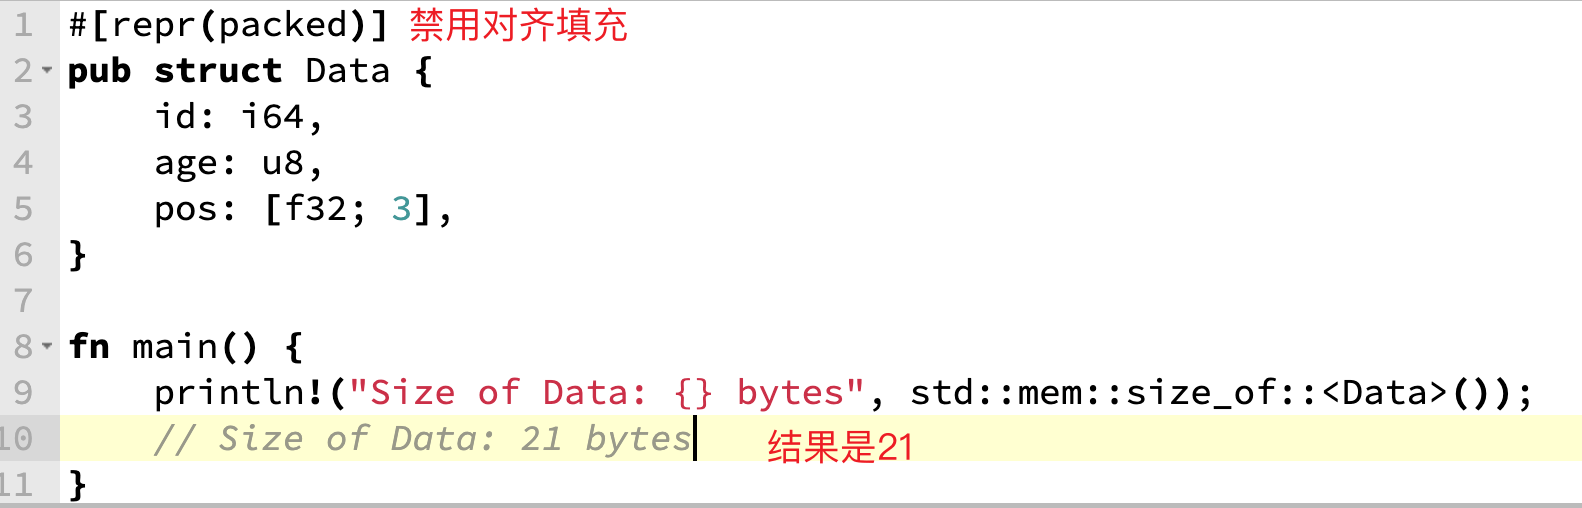 1 #[repr(packed)] 禁用对齐填充
2 pub struct Data {
3     id: i64,
4     age: u8,
5     pos: [f32; 3],
6 }
7
8 fn main() {
9     println!("Size of Data: {} bytes", std::mem::size_of::<Data>());
10     // Size of Data: 21 bytes 结果是21
11 }